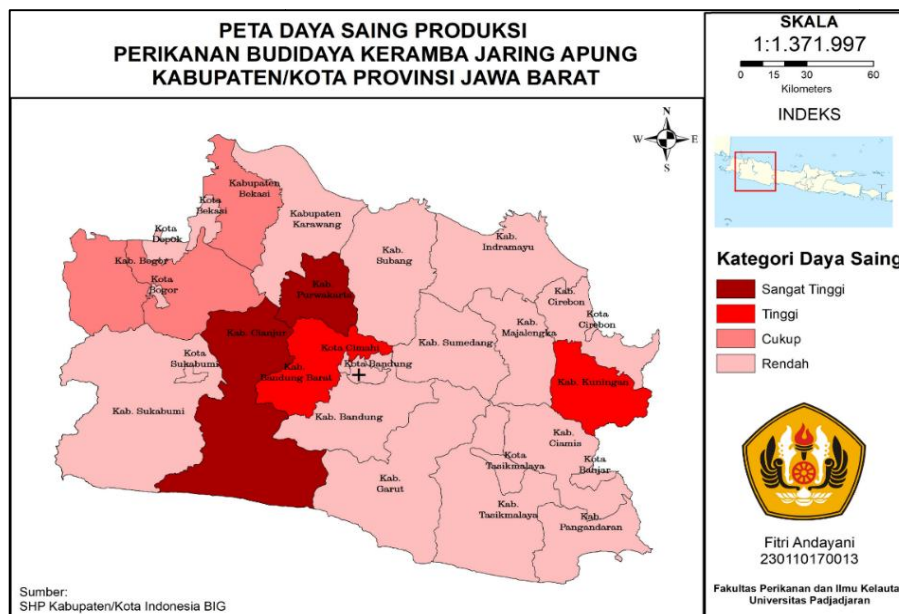 PETA DAYA SAING PRODUKSI
PERIKANAN BUDIDAYA KERAMBA JARING APUNG
KABUPATEN/KOTA PROVINSI JAWA BARAT
SKALA
1:1.371.997
0 15 30 60
Kilometers
INDEKS
N
W E
S
Kabupaten
Bekasi
Kota
Bekasi
Kota
Depok
Kabupaten
Karawang
Kab. Bogor
Kota
Bogor
Kab.
Subang
Kab.
Indramayu
Kab.
Purwakarta
Kab.
Cirebon
Kota
Cirebon
Kab.
Majalengka
Kab. Sumedang
Kab. Cianjur
Kota Cimahi
Kota Bandung
Kab.
Bandung Barat
Kota
Sukabumi
Kab. Sukabumi
Kab. Bandung
Kab. Kuningan
Kab.
Ciamis
Kota
Tasikmalaya
Kota
Banjar
Kab.
Garut
Kab.
Tasikmalaya
Kab.
Pangandaran
Kategori Daya Saing
Sangat Tinggi
Tinggi
Cukup
Rendah
Fitri Andayani
230110170013
Fakultas Perikanan dan Ilmu Kelauta
Universitas Padjadjaran
Sumber:
SHP Kabupaten/Kota Indonesia BIG